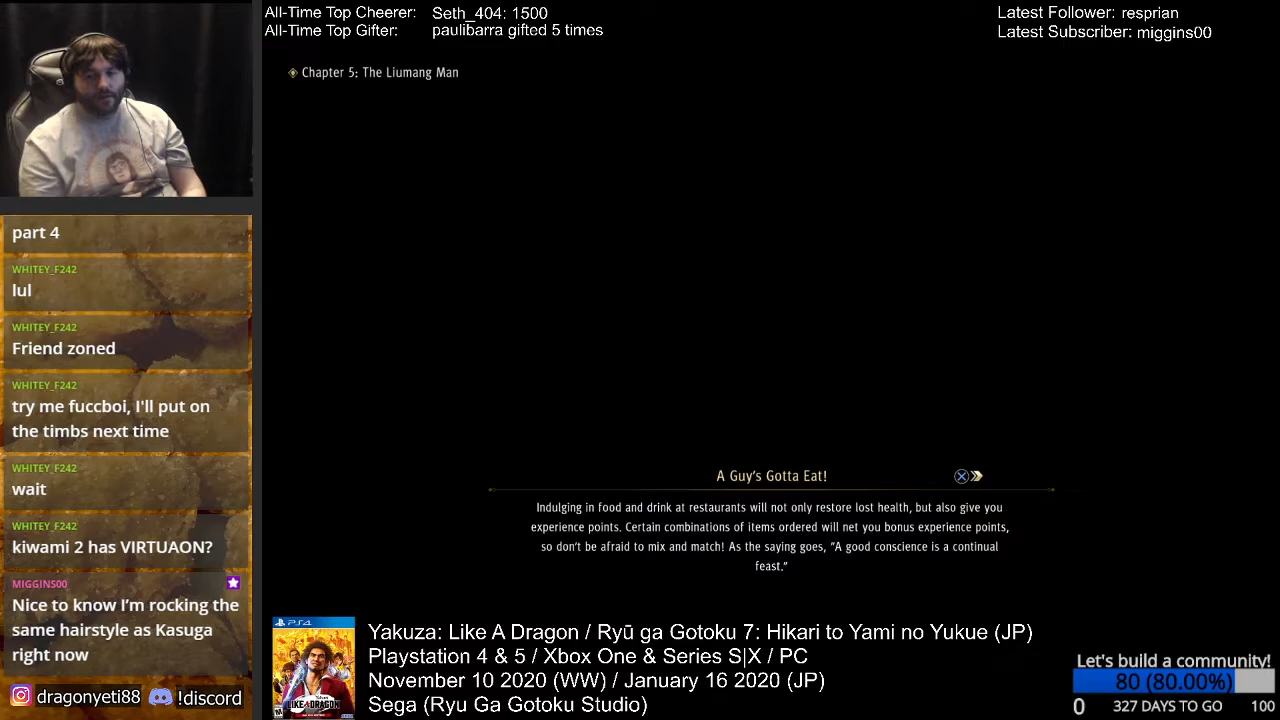 All-Time Top Cheerer: Seth_404: 1500
All-Time Top Gifter: paulibarra gifted 5 times
Latest Follower: resprian
Latest Subscriber: miggins00
Chapter 5: The Liumang Man
part 4
WHITEY_F242
lul
WHITEY_F242
Friend zoned
WHITEY_F242
try me fuccboi, I'll put on
the timbs next time
WHITEY_F242
wait
WHITEY_F242
kiwami 2 has VIRTUAON?
MIGGINS00
Nice to know I’m rocking the
same hairstyle as Kasuga
right now
dragonyeti88 !discord
A Guy's Gotta Eat!
Indulging in food and drink at restaurants will not only restore lost health, but also give you
experience points. Certain combinations of items ordered will net you bonus experience points,
so don't be afraid to mix and match! As the saying goes, "A good conscience is a continual
feast."
PS4
LIKE A DRAGON
Yakuza: Like A Dragon / Ryū ga Gotoku 7: Hikari to Yami no Yukue (JP)
Playstation 4 & 5 / Xbox One & Series S|X / PC
November 10 2020 (WW) / January 16 2020 (JP)
Sega (Ryu Ga Gotoku Studio)
Let's build a community!
80 (80.00%)
0 327 DAYS TO GO 100